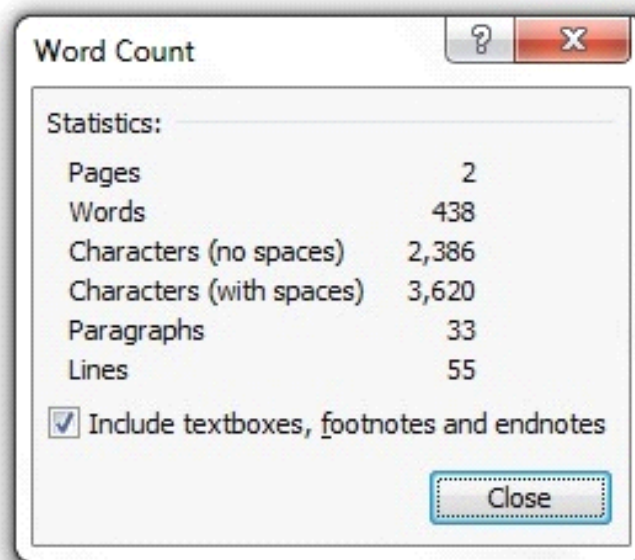 Word Count
Statistics:
Pages 2
Words 438
Characters (no spaces) 2,386
Characters (with spaces) 3,620
Paragraphs 33
Lines 55
Include textboxes, footnotes and endnotes
Close